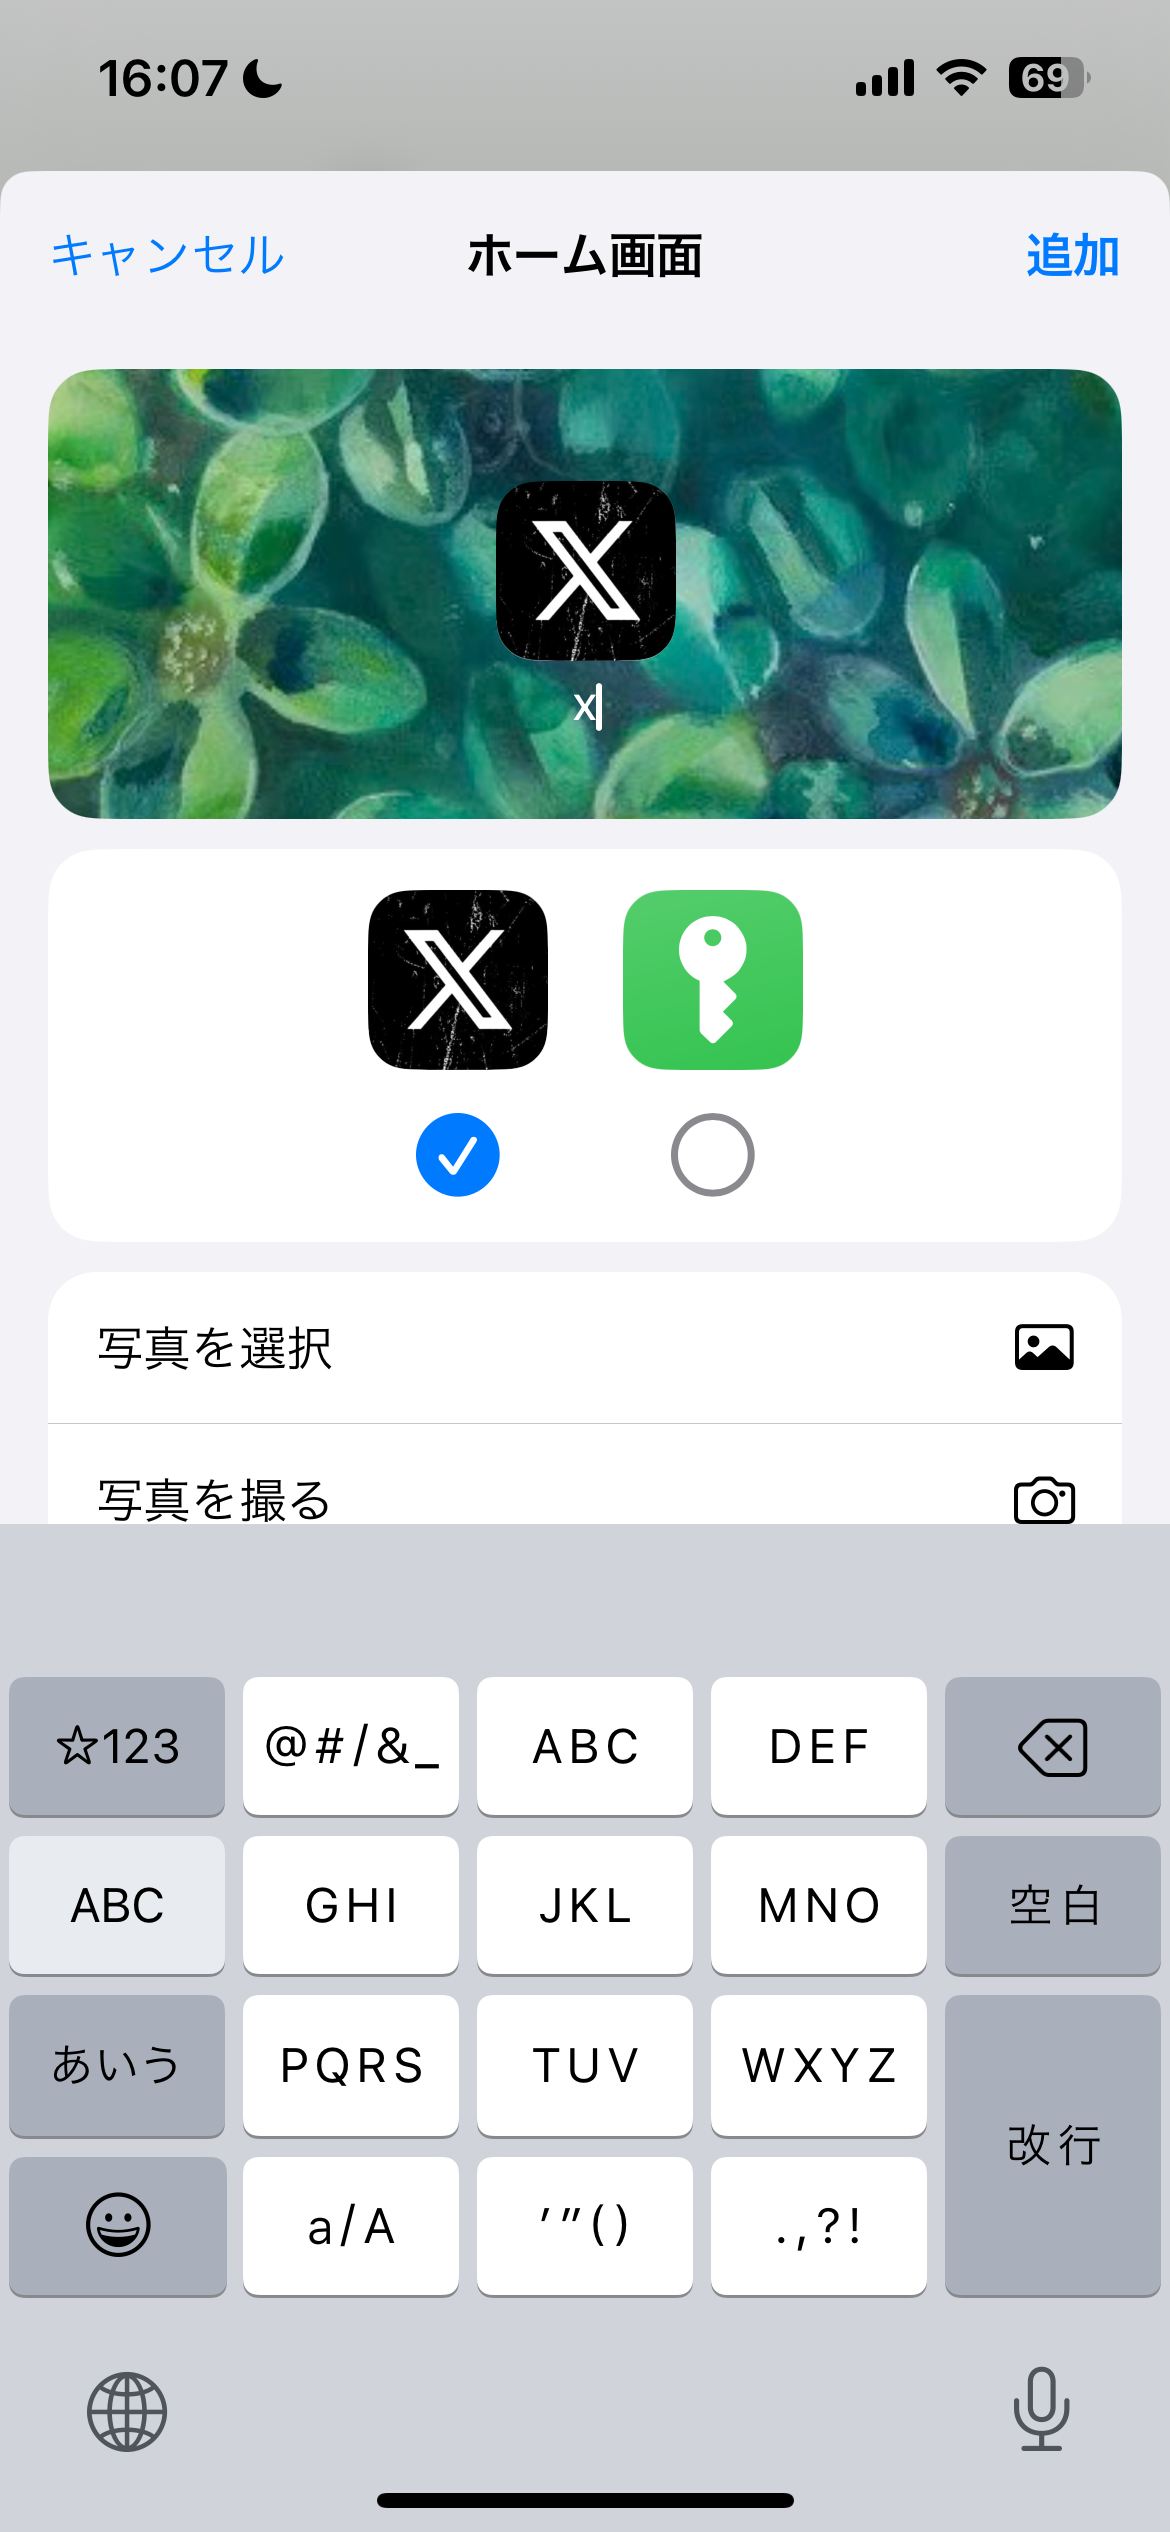 16:07
69
キャンセル
ホーム画面
追加
X
x
X
写真を選択
写真を撮る
☆123
@#/&_
ABC
DEF
ABC
GHI
JKL
MNO
空白
あいう
PQRS
TUV
WXYZ
改行
a/A
’”()
.,?!